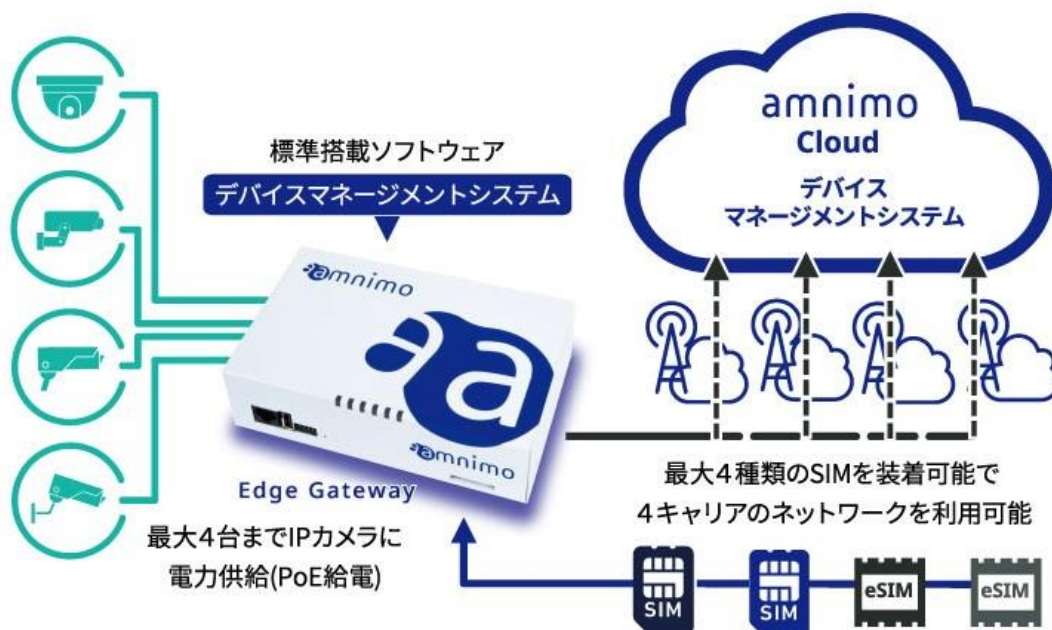 標準搭載ソフトウェア
デバイスマネージメントシステム
amnimo
a
amnimo
Edge Gateway
最大4台までIPカメラに
電力供給(PoE給電)
amnimo
Cloud
デバイス
マネージメントシステム
最大4種類のSIMを装着可能で
4キャリアのネットワークを利用可能
SIM
SIM
eSIM
eSIM